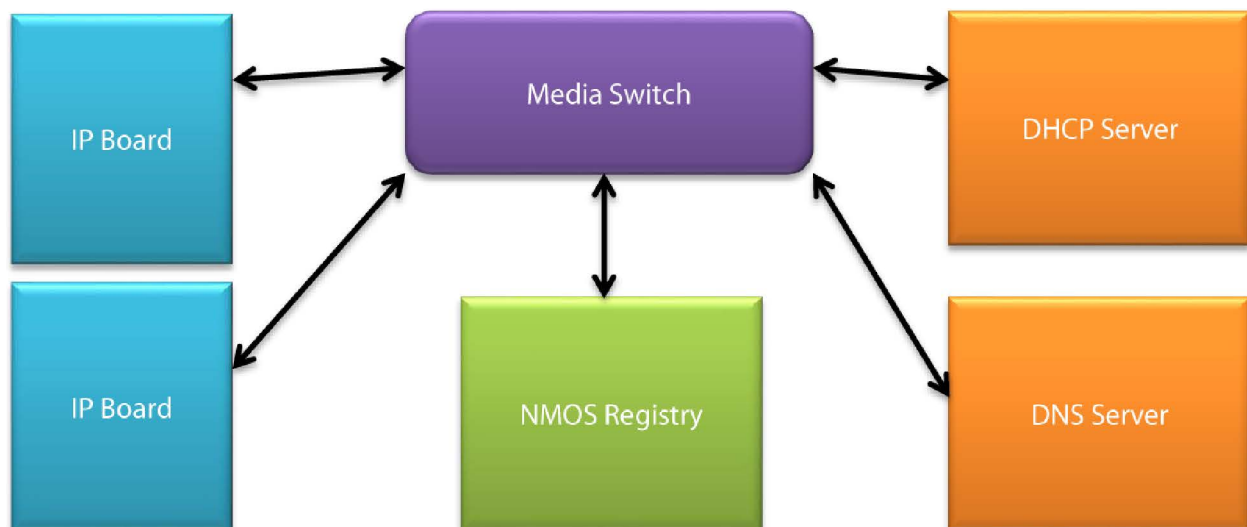 IP Board
Media Switch
DHCP Server
IP Board
NMOS Registry
DNS Server